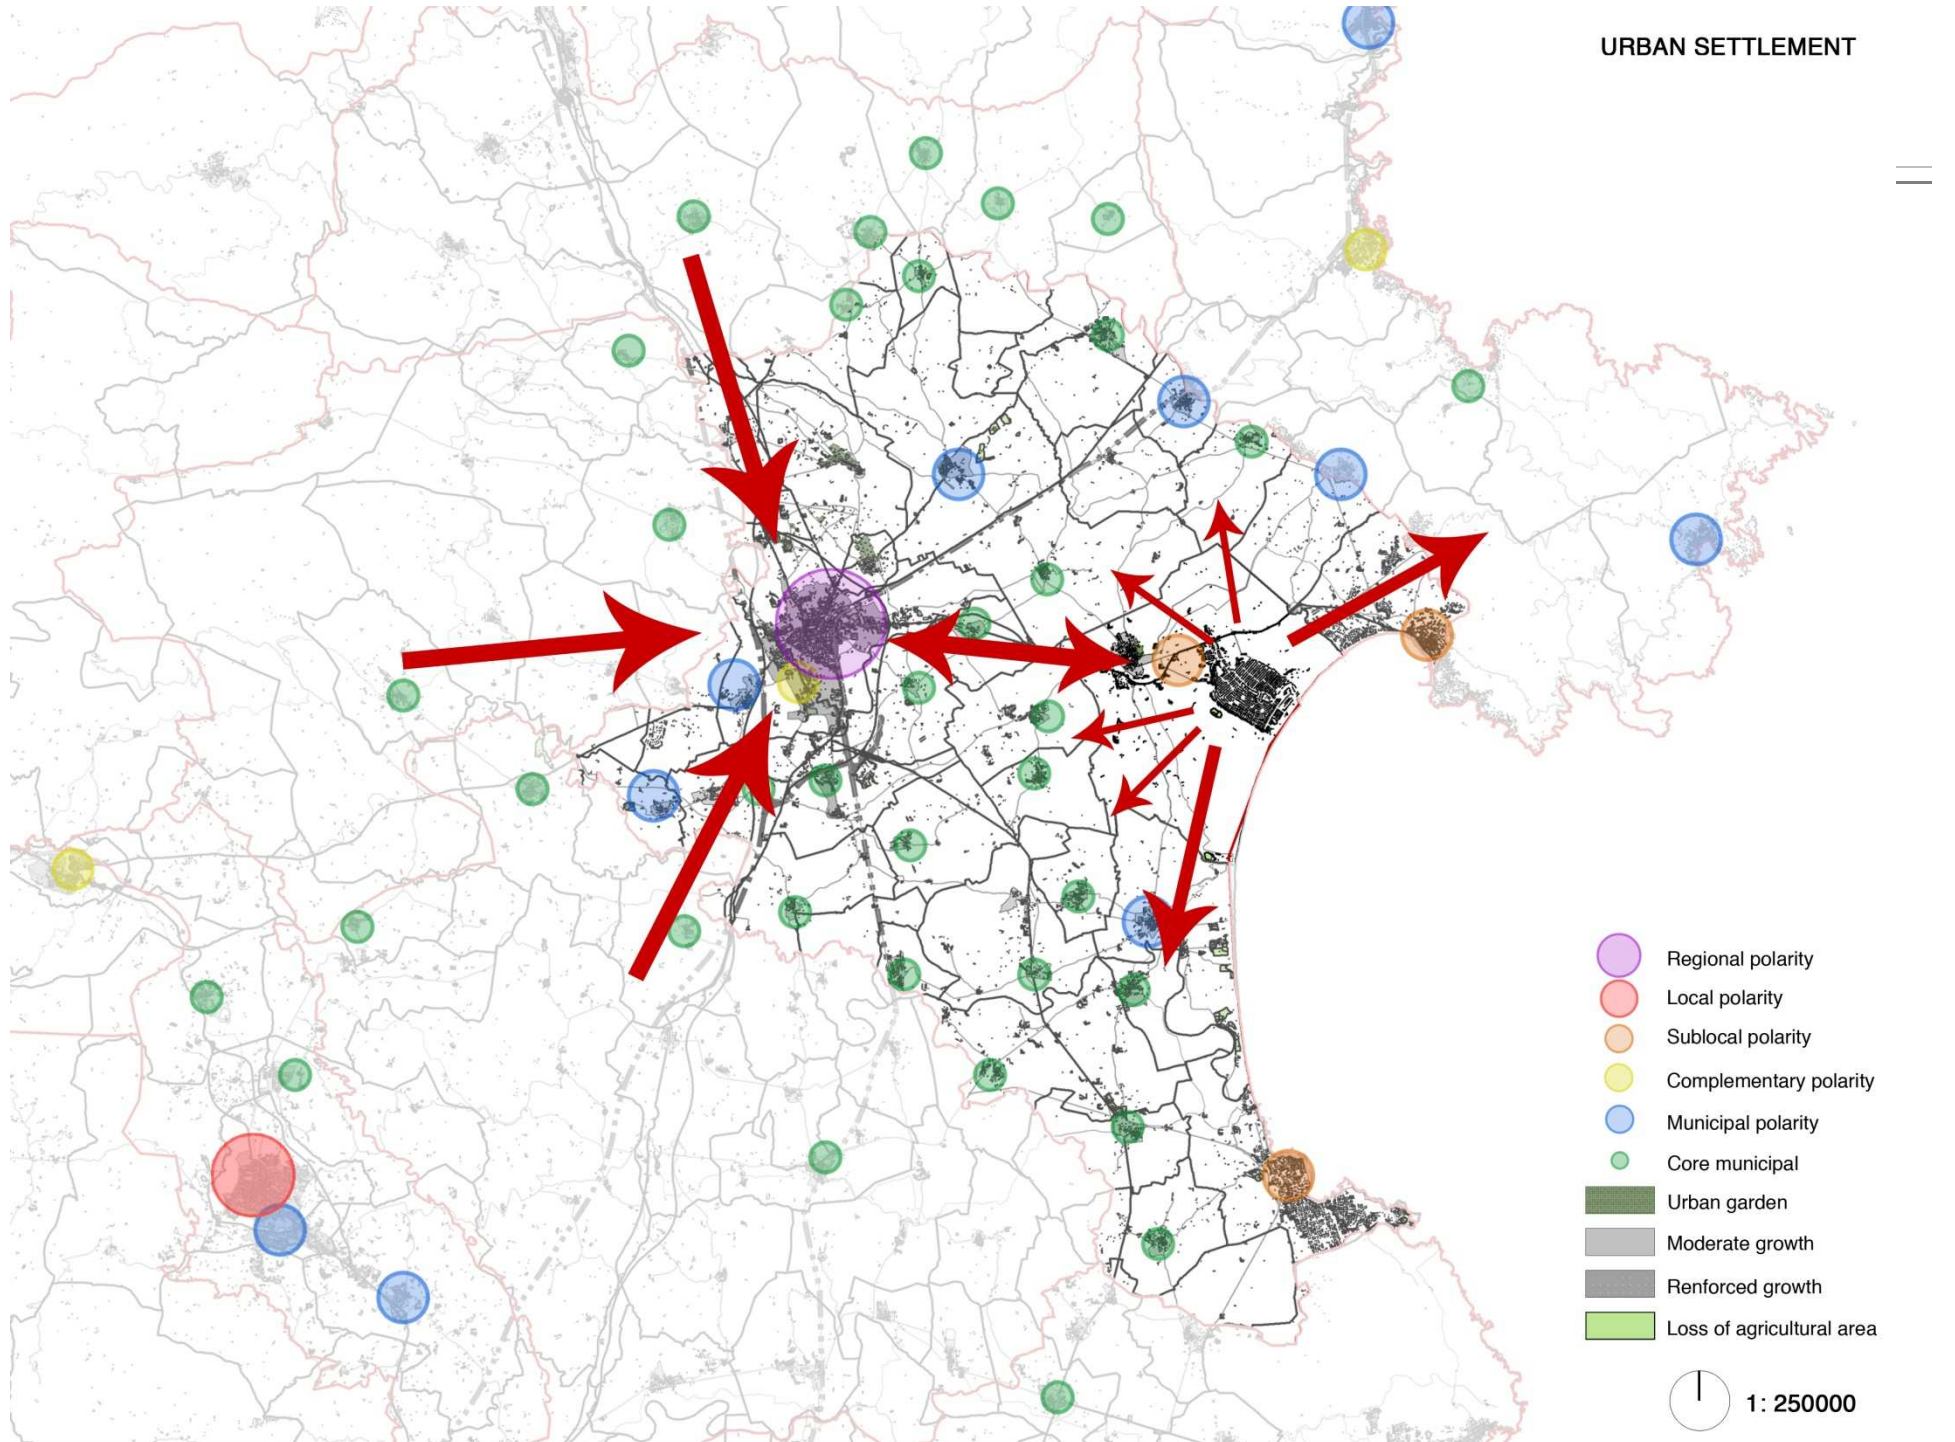 URBAN SETTLEMENT
Regional polarity
Local polarity
Sublocal polarity
Complementary polarity
Municipal polarity
Core municipal
Urban garden
Moderate growth
Renforced growth
Loss of agricultural area
1: 250000